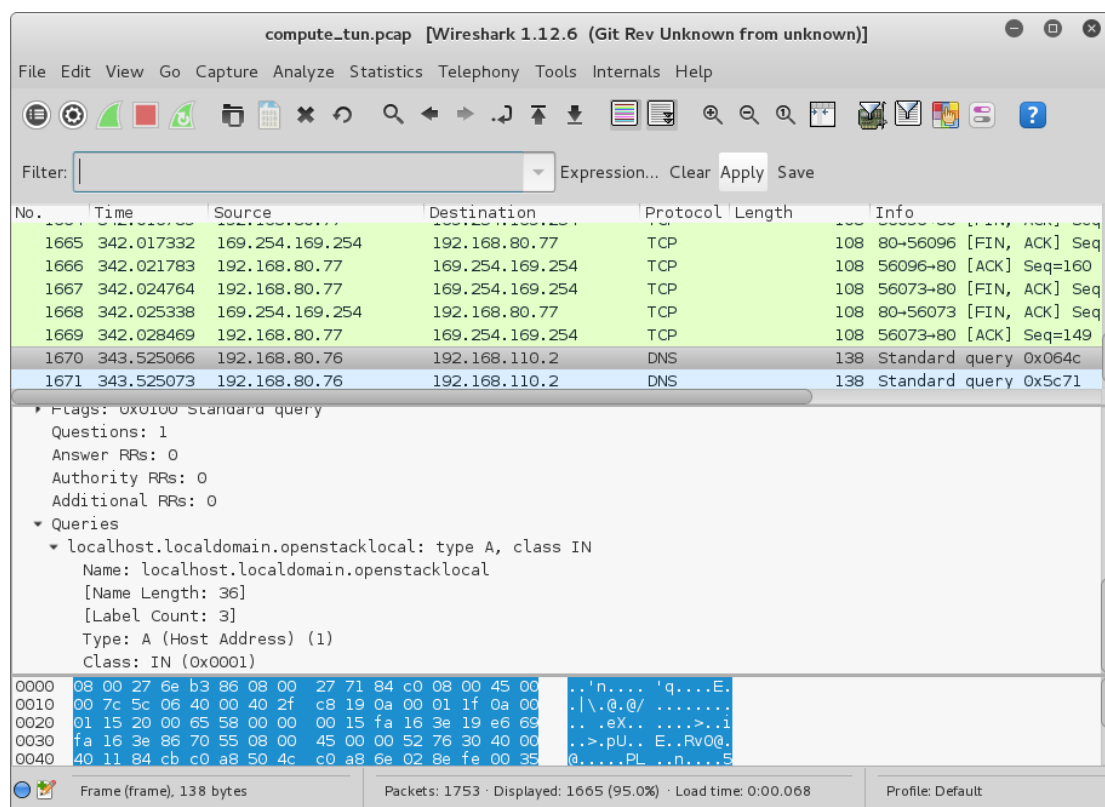 compute_tun.pcap [Wireshark 1.12.6 (Git Rev Unknown from unknown)]
File Edit View Go Capture Analyze Statistics Telephony Tools Internals Help
Filter: Expression... Clear Apply Save
No. Time Source Destination Protocol Length Info
1665 342.017332 169.254.169.254 192.168.80.77 TCP 108 80→56096 [FIN, ACK] Seq
1666 342.021783 192.168.80.77 169.254.169.254 TCP 108 56096→80 [ACK] Seq=160
1667 342.024764 192.168.80.77 169.254.169.254 TCP 108 56073→80 [FIN, ACK] Seq
1668 342.025338 169.254.169.254 192.168.80.77 TCP 108 80→56073 [FIN, ACK] Seq
1669 342.028469 192.168.80.77 169.254.169.254 TCP 108 56073→80 [ACK] Seq=149
1670 343.525066 192.168.80.76 192.168.110.2 DNS 138 Standard query 0x064c
1671 343.525073 192.168.80.76 192.168.110.2 DNS 138 Standard query 0x5c71
Flags: 0x0100 Standard query
Questions: 1
Answer RRs: 0
Authority RRs: 0
Additional RRs: 0
Queries
localhost.localdomain.openstacklocal: type A, class IN
Name: localhost.localdomain.openstacklocal
[Name Length: 36]
[Label Count: 3]
Type: A (Host Address) (1)
Class: IN (0x0001)
0000 08 00 27 6e b3 86 08 00 27 71 84 c0 08 00 45 00 ..'n.... 'q....E.
0010 00 7c 5c 06 40 00 40 2f c8 19 0a 00 01 1f 0a 00 .|\.@.@/ ........
0020 01 15 20 00 65 58 00 00 00 15 fa 16 3e 19 e6 69 .. .eX.. ....>..i
0030 fa 16 3e 86 70 55 08 00 45 00 00 52 76 30 40 00 ..>.pU.. E..Rv0@.
0040 40 11 84 cb c0 a8 50 4c c0 a8 6e 02 8e fe 00 35 @.....PL ..n....5
Frame (frame), 138 bytes Packets: 1753 · Displayed: 1665 (95.0%) · Load time: 0:00.068 Profile: Default